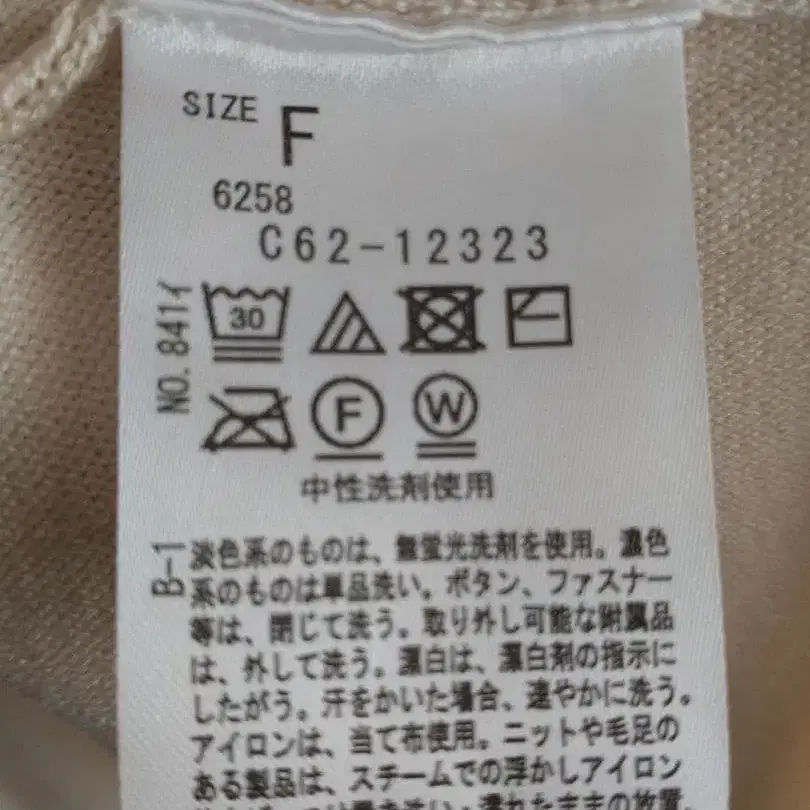 SIZE F
6258
C62-12323
NO. 841イ
30
F
W
中性洗剤使用
B-1
淡色系のものは、無蛍光洗剤を使用。濃色
系のものは単品洗い。ボタン、ファスナー
等は、閉じて洗う。取り外し可能な附属品
は、外して洗う。漂白は、漂白剤の指示に
したがう。汗をかいた場合、速やかに洗う。
アイロンは、当て布使用。ニットや毛足の
ある製品は、スチームでの浮かしアイロン